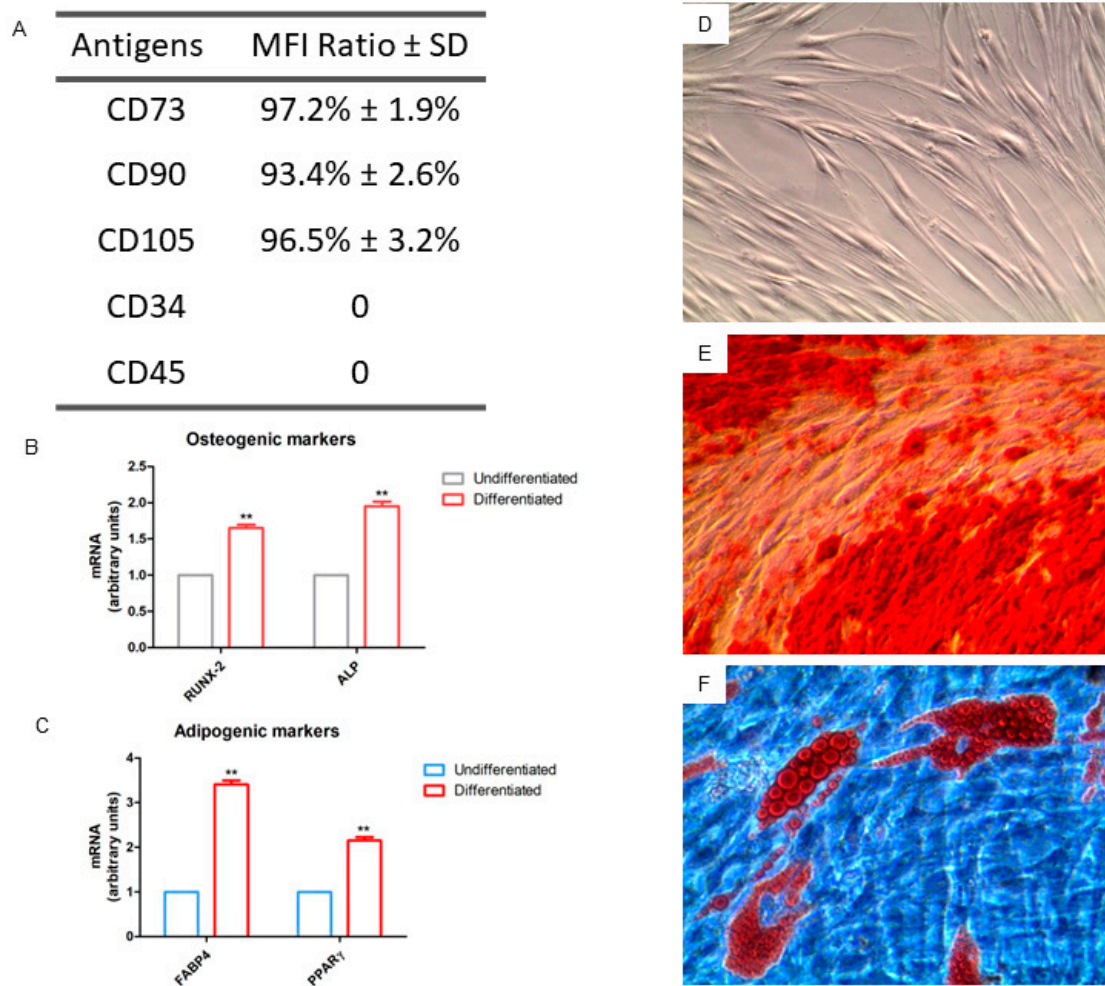 A
Antigens MFI Ratio ± SD
CD73 97.2% ± 1.9%
CD90 93.4% ± 2.6%
CD105 96.5% ± 3.2%
CD34 0
CD45 0
B
Osteogenic markers
mRNA
(arbitrary units)
2.5
2.0
1.5
1.0
0.5
0.0
** **
RUNX-2 ALP
Undifferentiated
Differentiated
C
Adipogenic markers
mRNA
(arbitrary units)
4
3
2
1
0
** **
FABP4 PPARγ
Undifferentiated
Differentiated
D
E
F